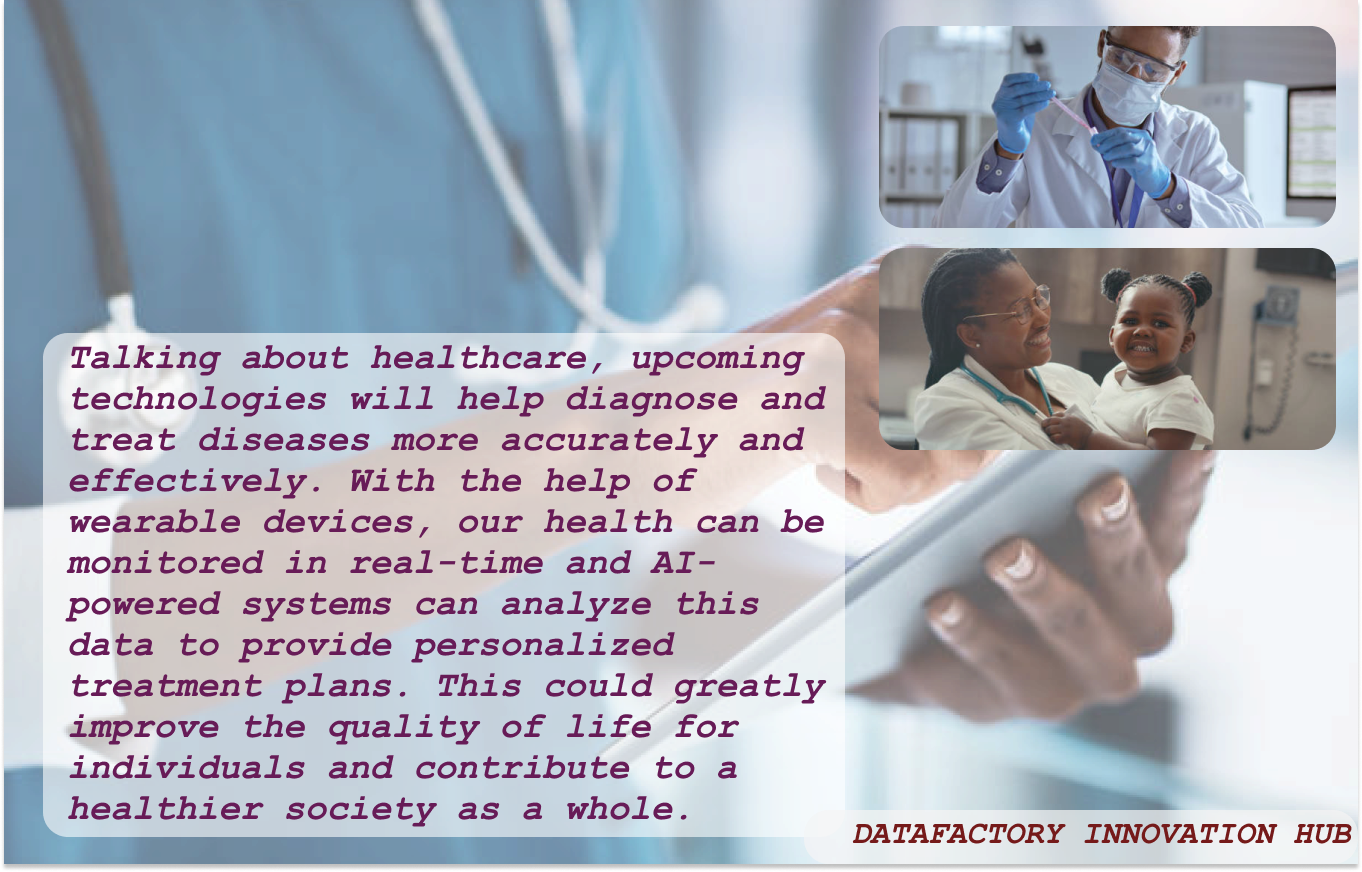 Talking about healthcare, upcoming
technologies will help diagnose and
treat diseases more accurately and
effectively. With the help of
wearable devices, our health can be
monitored in real-time and AI-
powered systems can analyze this
data to provide personalized
treatment plans. This could greatly
improve the quality of life for
individuals and contribute to a
healthier society as a whole.
DATAFACTORY INNOVATION HUB